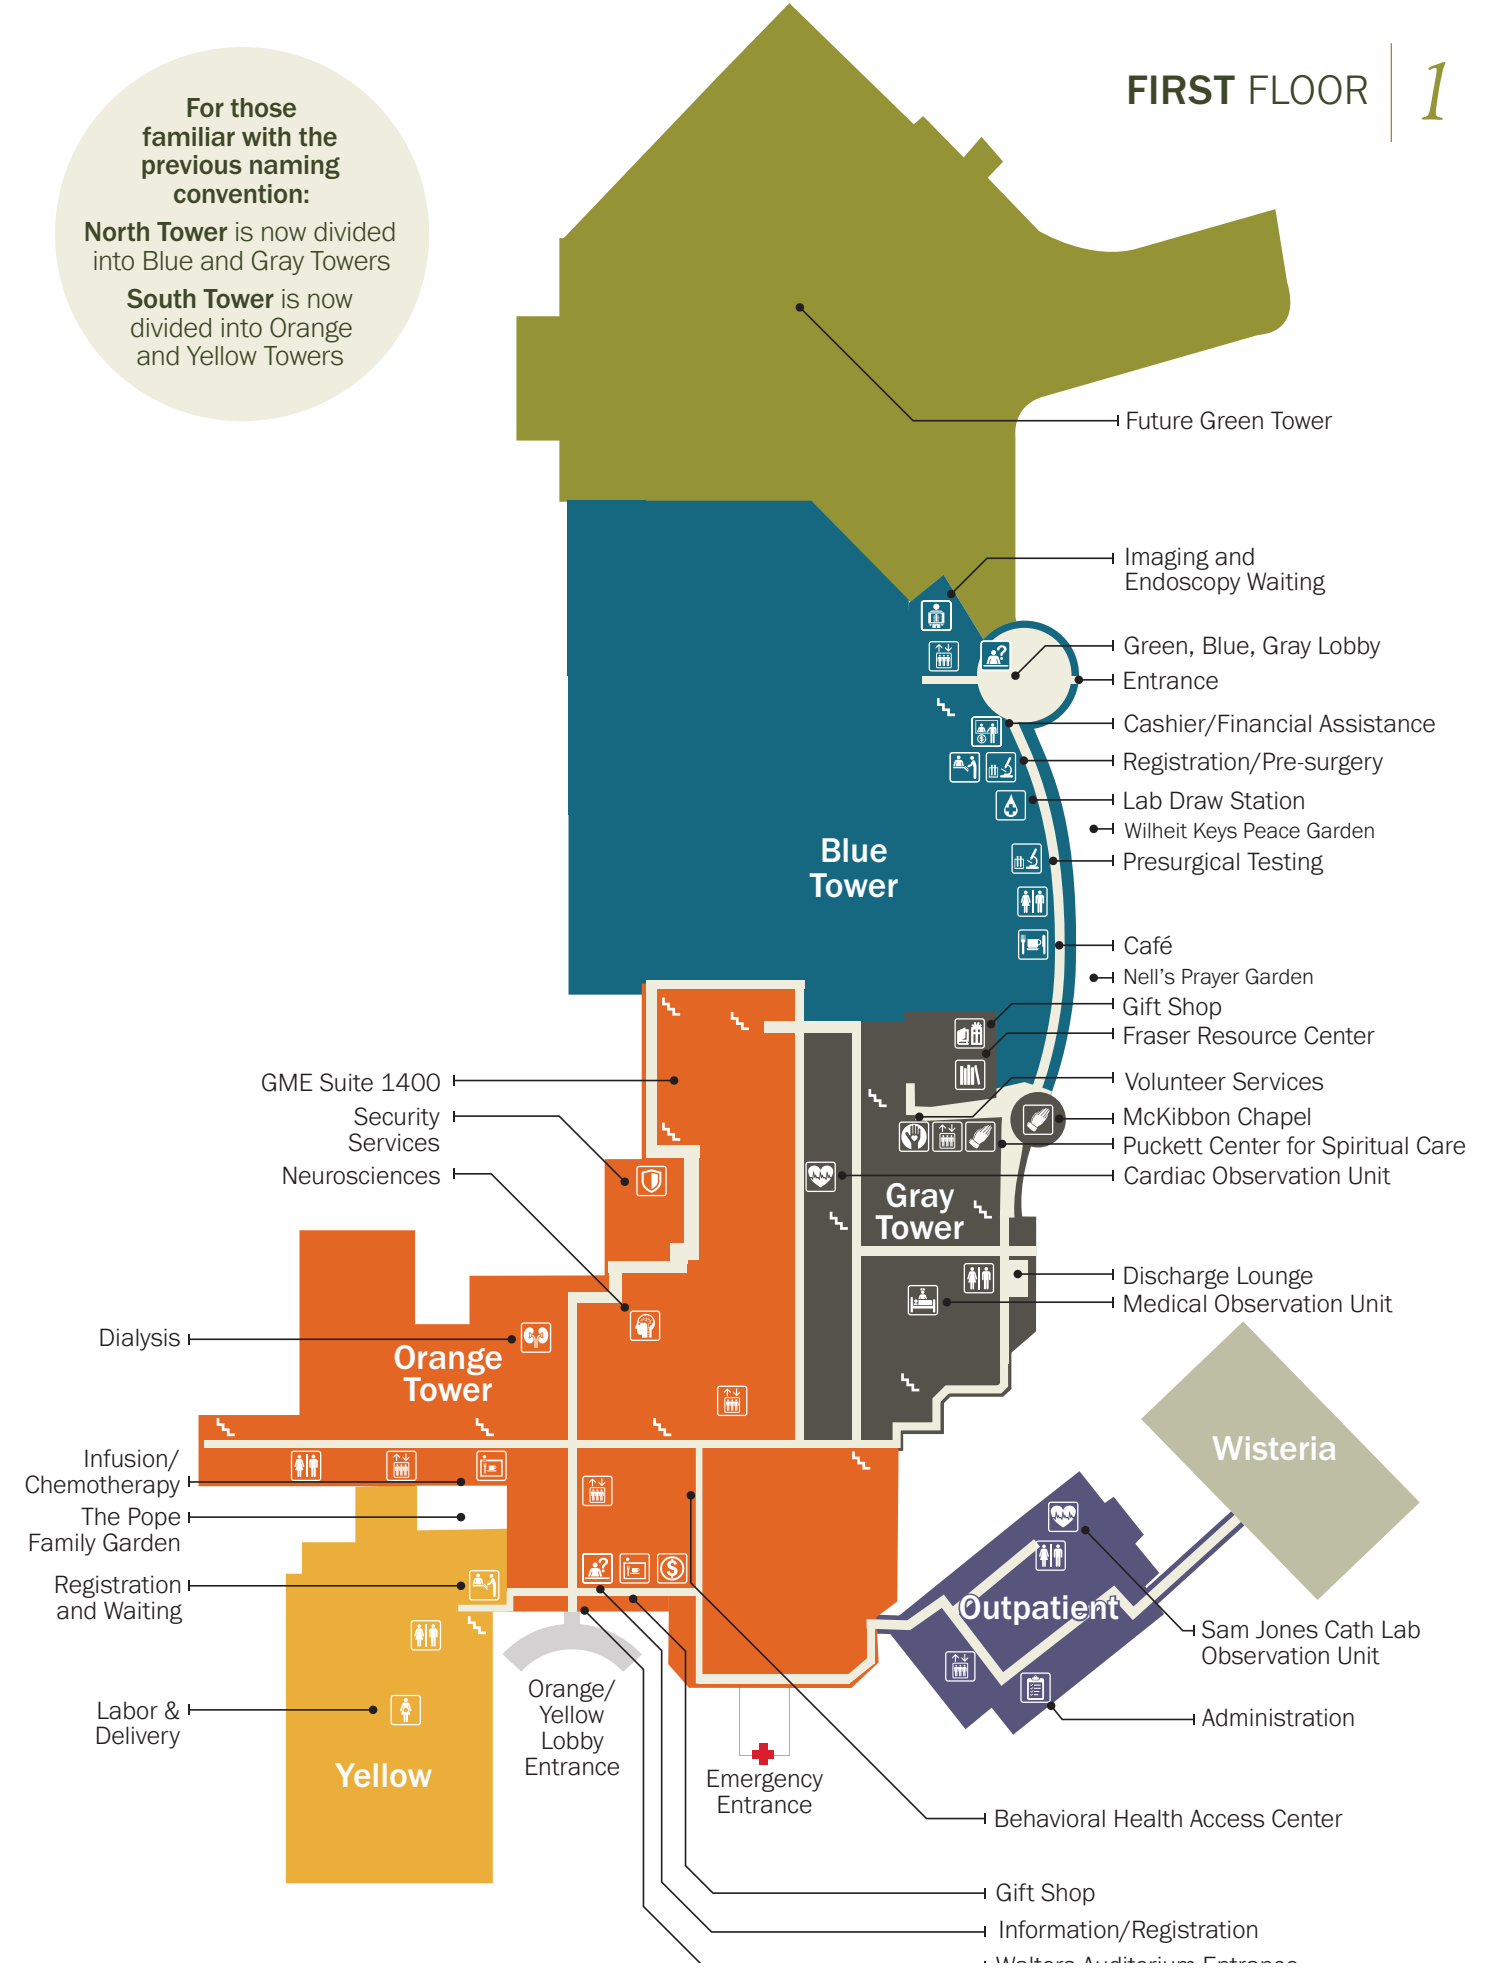 FIRST FLOOR 1
For those
familiar with the
previous naming
convention:
North Tower is now divided
into Blue and Gray Towers
South Tower is now
divided into Orange
and Yellow Towers
Future Green Tower
Imaging and
Endoscopy Waiting
Green, Blue, Gray Lobby
Entrance
Cashier/Financial Assistance
Registration/Pre-surgery
Lab Draw Station
Wilheit Keys Peace Garden
Presurgical Testing
Blue
Tower
Café
Nell's Prayer Garden
Gift Shop
Fraser Resource Center
Volunteer Services
McKibbon Chapel
Puckett Center for Spiritual Care
Cardiac Observation Unit
Gray
Tower
Discharge Lounge
Medical Observation Unit
GME Suite 1400
Security
Services
Neurosciences
Dialysis
Orange
Tower
Infusion/
Chemotherapy
The Pope
Family Garden
Registration
and Waiting
Labor &
Delivery
Yellow
Orange/
Yellow
Lobby
Entrance
Emergency
Entrance
Wisteria
Outpatient
Sam Jones Cath Lab
Observation Unit
Administration
Behavioral Health Access Center
Gift Shop
Information/Registration
Walters Auditorium Entrance